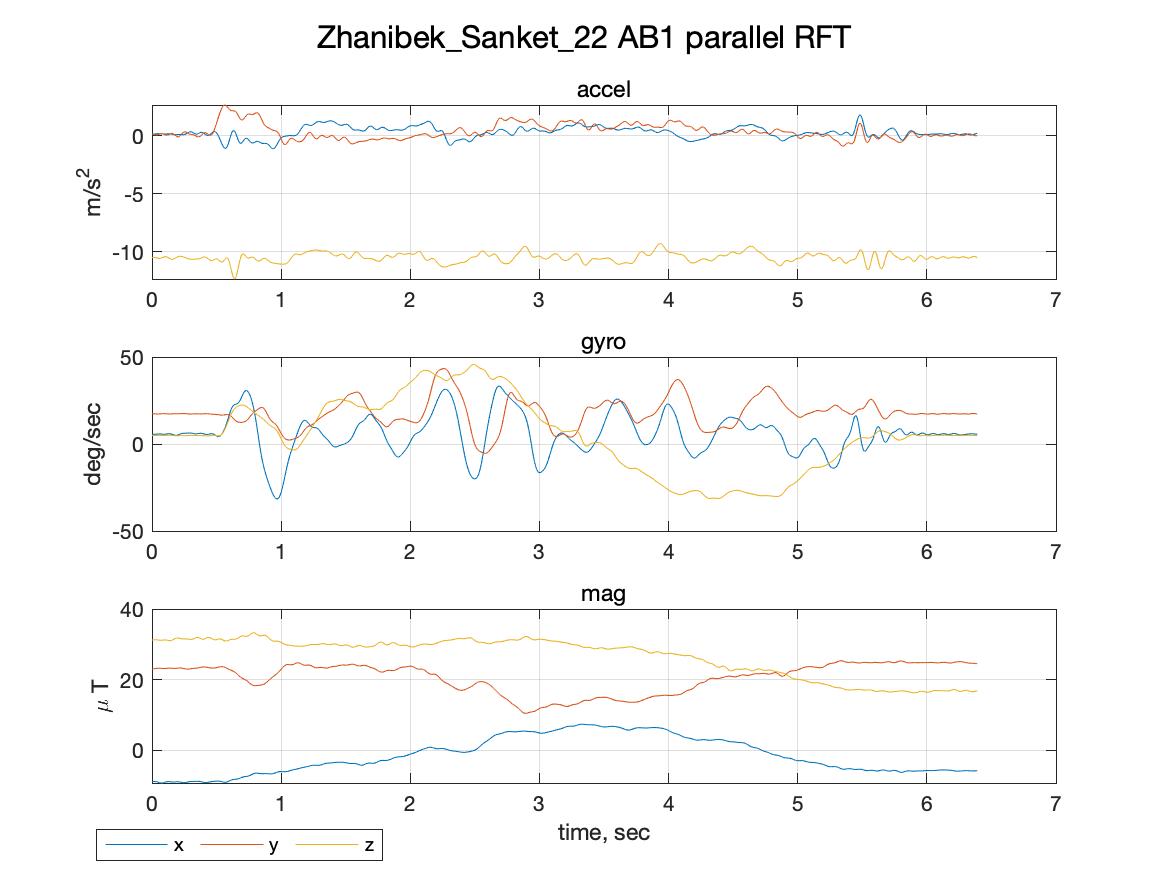 Zhanibek_Sanket_22 AB1 parallel RFT
accel
m/s²
0
-5
-10
0 1 2 3 4 5 6 7
gyro
deg/sec
50
0
-50
0 1 2 3 4 5 6 7
mag
μ T
40
20
0
0 1 2 3 4 5 6 7
time, sec
x y z